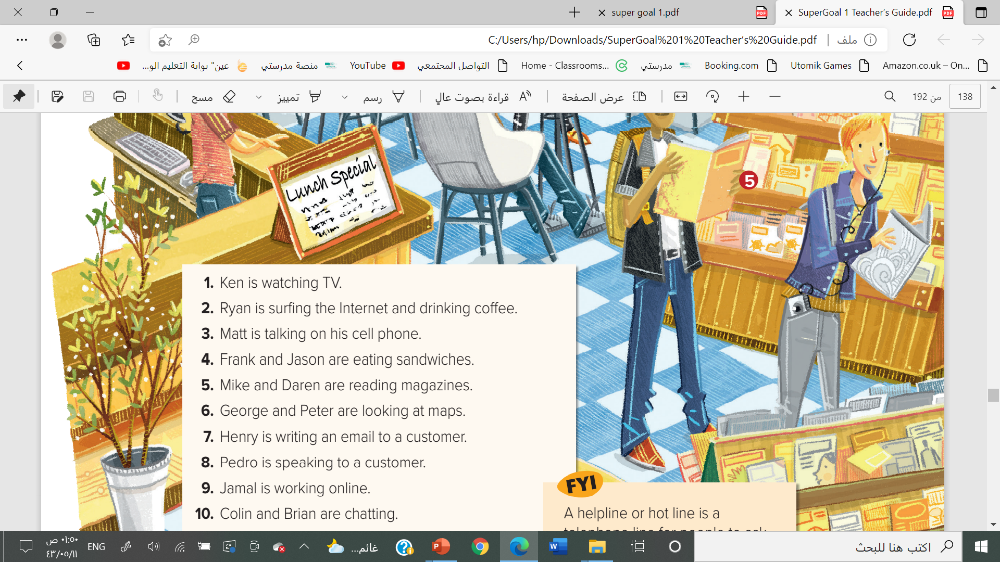 super goal 1.pdf
SuperGoal 1 Teacher's Guide.pdf
C:/Users/hp/Downloads/SuperGoal%201%20Teacher's%20Guide.pdf
ملف
عين" بوابة التعليم الو...
منصة مدرستي
YouTube
التواصل المجتمعي
Home - Classrooms...
مدرستي
Booking.com
Utomik Games
Amazon.co.uk – On...
مسح
تمييز
رسم
قراءة بصوت عالٍ
عرض الصفحة
من 192
138
Lunch Special
5
1. Ken is watching TV.
2. Ryan is surfing the Internet and drinking coffee.
3. Matt is talking on his cell phone.
4. Frank and Jason are eating sandwiches.
5. Mike and Daren are reading magazines.
6. George and Peter are looking at maps.
7. Henry is writing an email to a customer.
8. Pedro is speaking to a customer.
9. Jamal is working online.
10. Colin and Brian are chatting.
FYI
A helpline or hot line is a
telephone line for people to ask
٠١:٥٠ ص
٤٣/٠٥/١١
ENG
غائم...
اكتب هنا للبحث